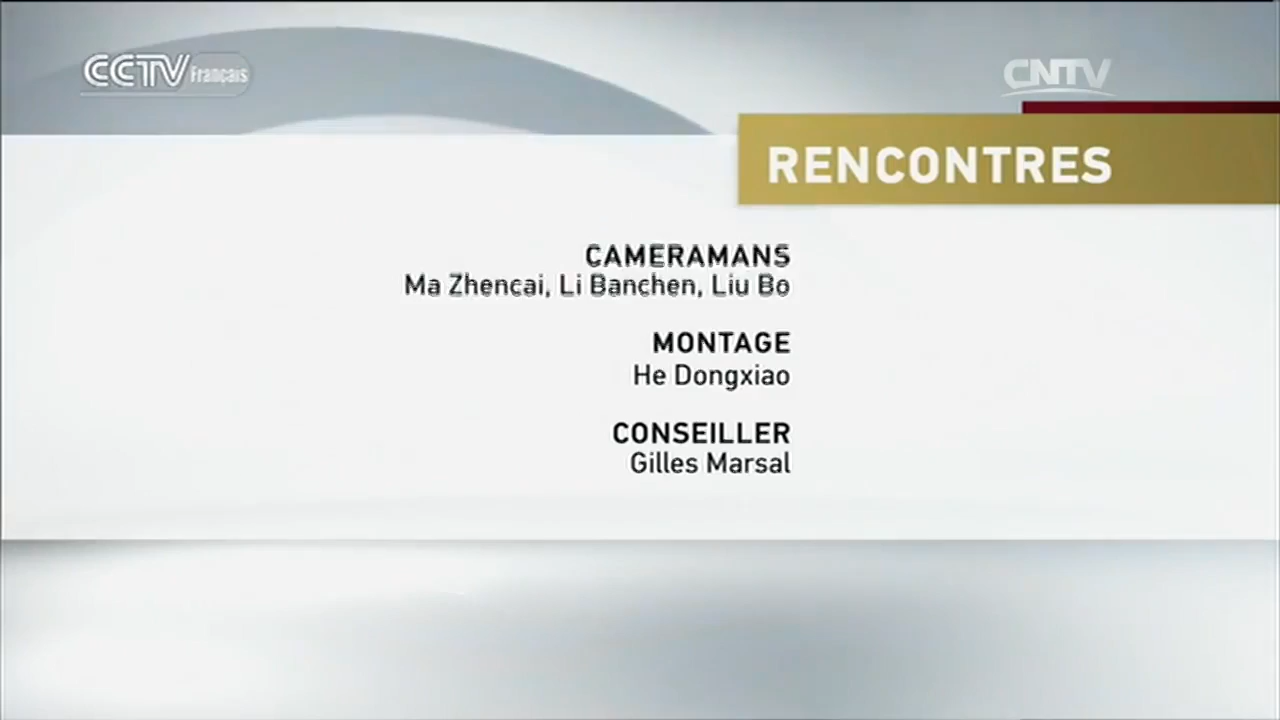 CCTV Français
CNTV
RENCONTRES
CAMERAMANS
Ma Zhencai, Li Banchen, Liu Bo
MONTAGE
He Dongxiao
CONSEILLER
Gilles Marsal